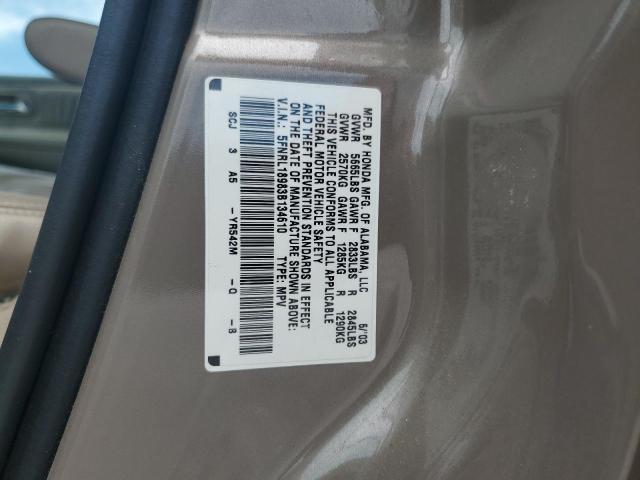 MFD. BY HONDA MFG. OF ALABAMA, LLC 5/03
GVWR 5665LBS GAWR F 2833LBS R 2845LBS
GVWR 2570KG GAWR F 1285KG R 1290KG
THIS VEHICLE CONFORMS TO ALL APPLICABLE
FEDERAL MOTOR VEHICLE SAFETY
AND THEFT PREVENTION STANDARDS IN EFFECT
ON THE DATE OF MANUFACTURE SHOWN ABOVE:
V.I.N.: 5FNRL18983B134610 TYPE: MPV
SCJ 3 A5 - YR542M - O - B